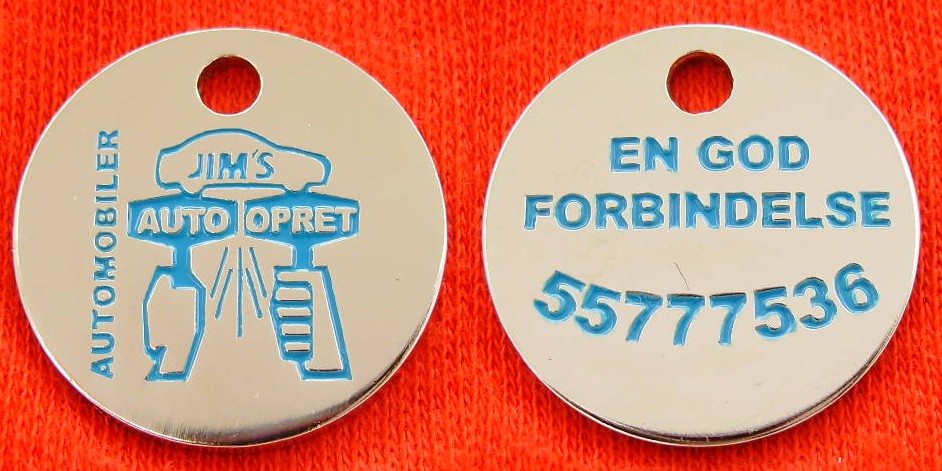 AUTOMOBILER
JIM'S
AUTO OPRET
EN GOD
FORBINDELSE
55777536